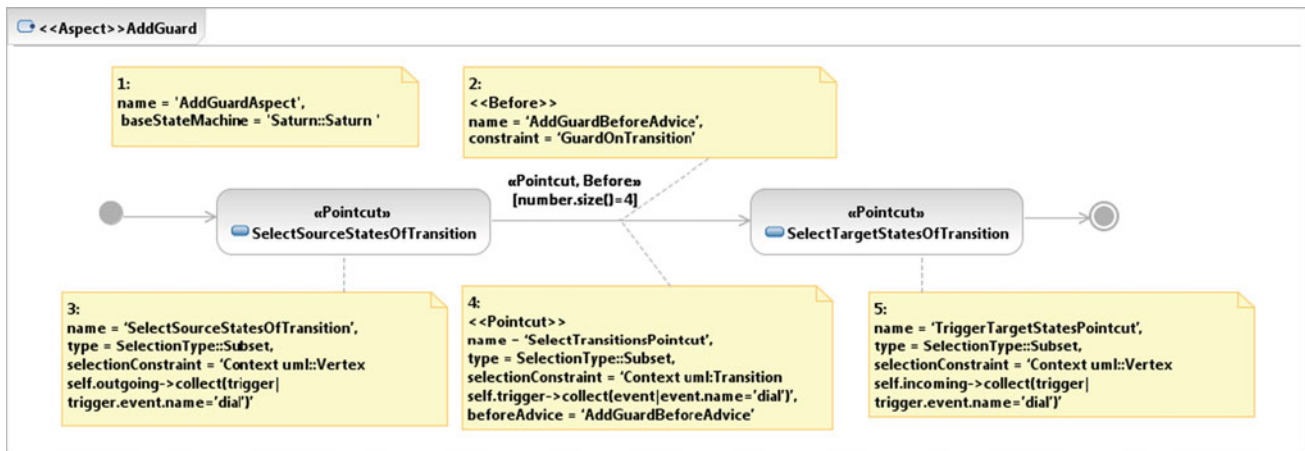 <<Aspect>>AddGuard
1:
name = 'AddGuardAspect',
baseStateMachine = 'Saturn::Saturn '
2:
<<Before>>
name = 'AddGuardBeforeAdvice',
constraint = 'GuardOnTransition'
«Pointcut, Before»
[number.size()=4]
«Pointcut»
SelectSourceStatesOfTransition
«Pointcut»
SelectTargetStatesOfTransition
3:
name = 'SelectSourceStatesOfTransition',
type = SelectionType::Subset,
selectionConstraint = 'Context uml::Vertex
self.outgoing->collect(trigger|
trigger.event.name='dial')'
4:
<<Pointcut>>
name - 'SelectTransitionsPointcut',
type = SelectionType::Subset,
selectionConstraint = 'Context uml:Transition
self.trigger->collect(event|event.name='dial')',
beforeAdvice = 'AddGuardBeforeAdvice'
5:
name = 'TriggerTargetStatesPointcut',
type = SelectionType::Subset,
selectionConstraint = 'Context uml::Vertex
self.incoming->collect(trigger|
trigger.event.name='dial')'